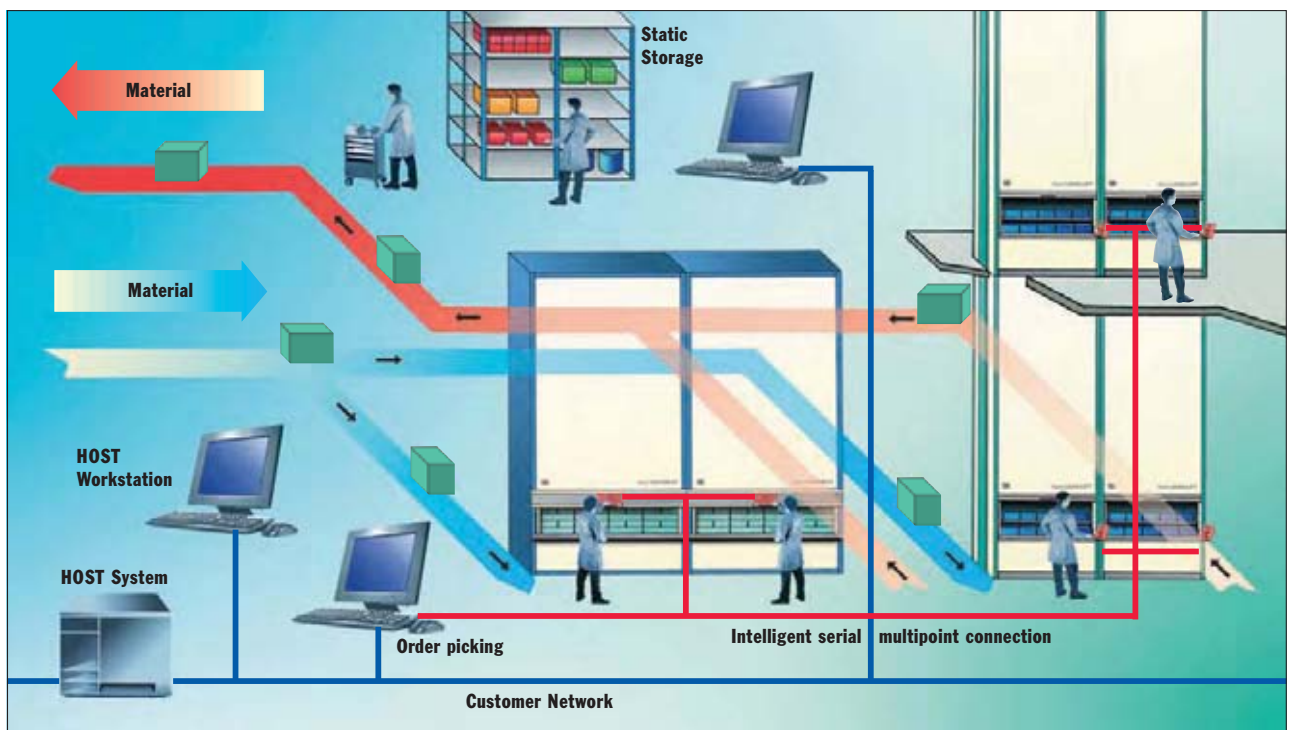 Static
Storage
Material
Material
HOST
Workstation
HOST System
Order picking
Intelligent serial multipoint connection
Customer Network